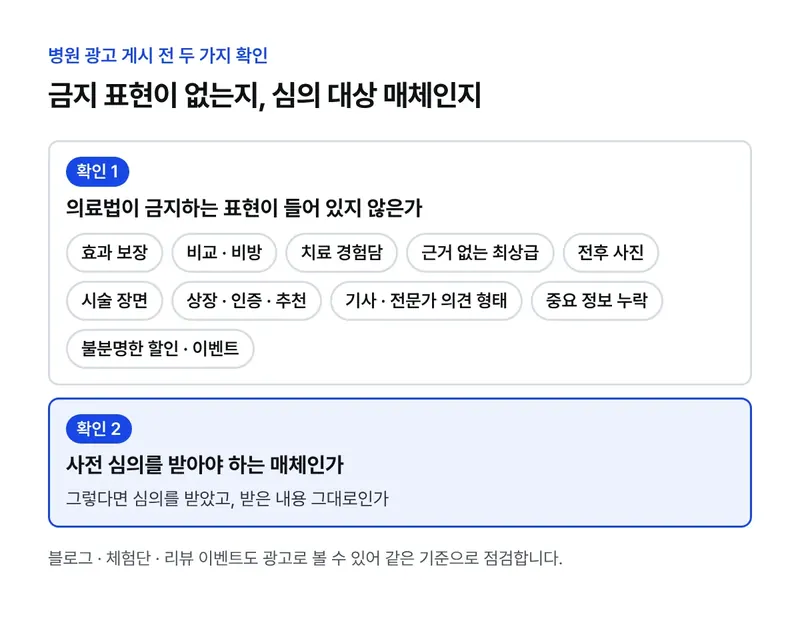 병원 광고 게시 전 두 가지 확인
금지 표현이 없는지, 심의 대상 매체인지
확인 1
의료법이 금지하는 표현이 들어 있지 않은가
효과 보장 비교 · 비방 치료 경험담 근거 없는 최상급 전후 사진
시술 장면 상장 · 인증 · 추천 기사 · 전문가 의견 형태 중요 정보 누락
불분명한 할인 · 이벤트
확인 2
사전 심의를 받아야 하는 매체인가
그렇다면 심의를 받았고, 받은 내용 그대로인가
블로그 · 체험단 · 리뷰 이벤트도 광고로 볼 수 있어 같은 기준으로 점검합니다.